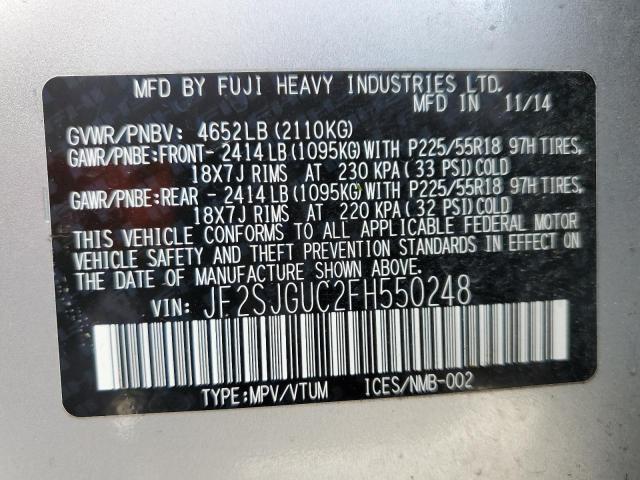 MFD BY FUJI HEAVY INDUSTRIES LTD.
MFD IN 11/14
GVWR/PNBV: 4652LB (2110KG)
GAWR/PNBE:FRONT- 2414LB (1095KG) WITH P225/55R18 97H TIRES,
18X7J RIMS AT 230 KPA (33 PSI) COLD
GAWR/PNBE:REAR - 2414LB (1095KG) WITH P225/55R18 97H TIRES,
18X7J RIMS AT 220 KPA (32 PSI) COLD
THIS VEHICLE CONFORMS TO ALL APPLICABLE FEDERAL MOTOR
VEHICLE SAFETY AND THEFT PREVENTION STANDARDS IN EFFECT ON
THE DATE OF MANUFACTURE SHOWN ABOVE.
VIN: JF2SJGUC2FH550248
TYPE:MPV/VTUM ICES/NMB-002